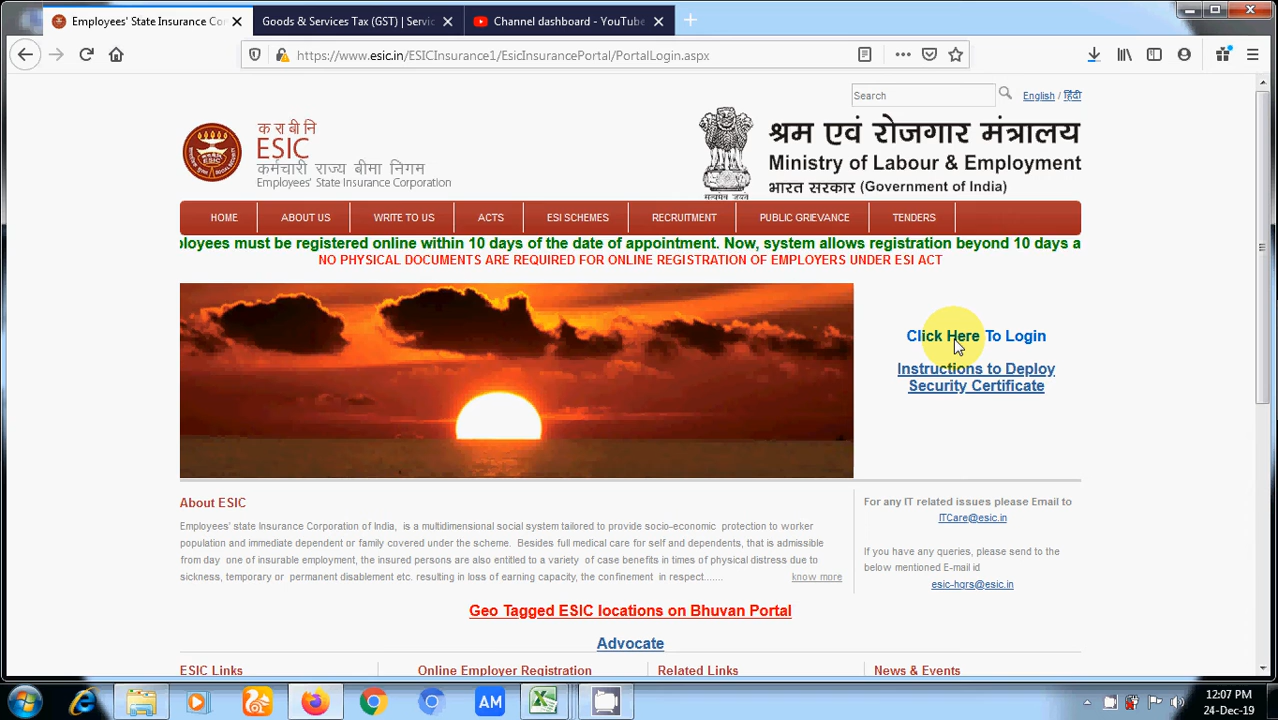 Employees' State Insurance Cor
Goods & Services Tax (GST) | Servic
Channel dashboard - YouTube
https://www.esic.in/ESICInsurance1/EsicInsurancePortal/PortalLogin.aspx
Search
English / हिंदी
क रा बी नि
ESIC
कर्मचारी राज्य बीमा निगम
Employees' State Insurance Corporation
सत्यमेव जयते
श्रम एवं रोजगार मंत्रालय
Ministry of Labour & Employment
भारत सरकार (Government of India)
HOME
ABOUT US
WRITE TO US
ACTS
ESI SCHEMES
RECRUITMENT
PUBLIC GRIEVANCE
TENDERS
ployees must be registered online within 10 days of the date of appointment. Now, system allows registration beyond 10 days a
NO PHYSICAL DOCUMENTS ARE REQUIRED FOR ONLINE REGISTRATION OF EMPLOYERS UNDER ESI ACT
Click Here To Login
Instructions to Deploy
Security Certificate
About ESIC
Employees' state Insurance Corporation of India, is a multidimensional social system tailored to provide socio-economic protection to worker
population and immediate dependent or family covered under the scheme. Besides full medical care for self and dependents, that is admissible
from day one of insurable employment, the insured persons are also entitled to a variety of case benefits in times of physical distress due to
sickness, temporary or permanent disablement etc. resulting in loss of earning capacity, the confinement in respect.......
know more
For any IT related issues please Email to
ITCare@esic.in
If you have any queries, please send to the
below mentioned E-mail id
esic-hqrs@esic.in
Geo Tagged ESIC locations on Bhuvan Portal
Advocate
ESIC Links
Online Employer Registration
Related Links
News & Events
AM
12:07 PM
24-Dec-19